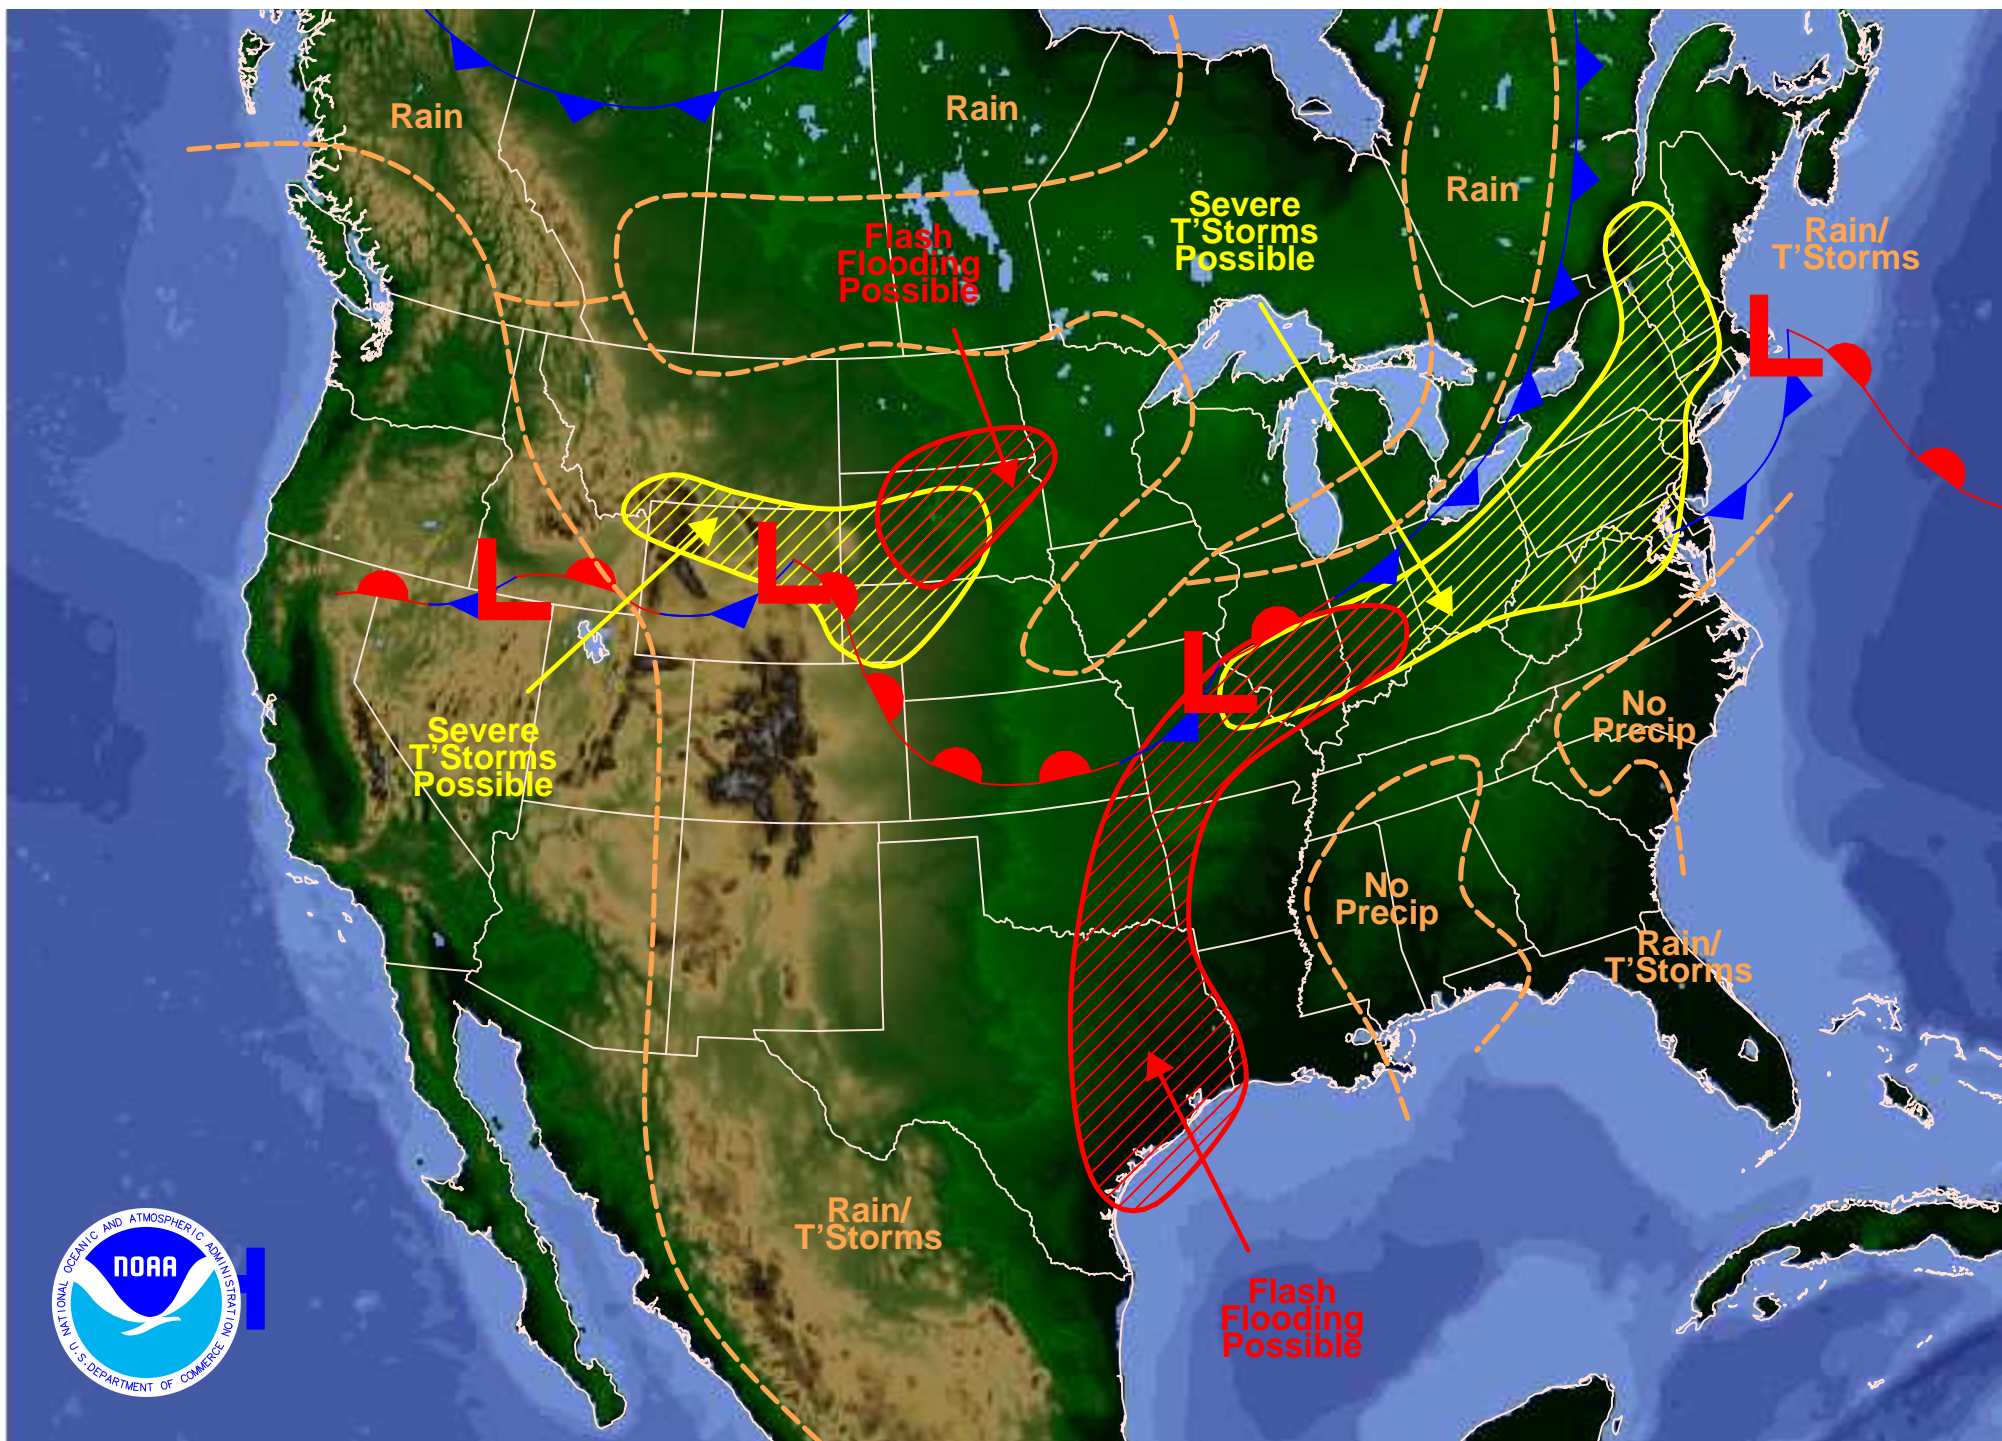 Rain
Rain
Rain
Severe
T'Storms
Possible
Flash
Flooding
Possible
Rain/
T'Storms
L
L
L
L
Severe
T'Storms
Possible
No
Precip
No
Precip
Rain/
T'Storms
Rain/
T'Storms
Flash
Flooding
Possible
H
NATIONAL OCEANIC AND ATMOSPHERIC ADMINISTRATION
NOAA
U.S. DEPARTMENT OF COMMERCE